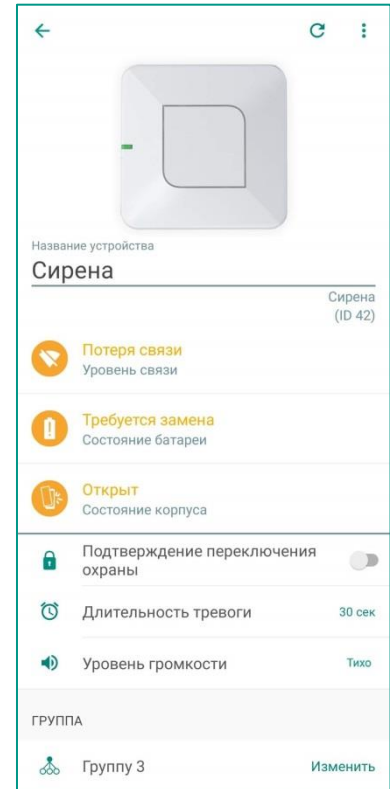 Название устройства
Сирена
Сирена
(ID 42)
Потеря связи
Уровень связи
Требуется замена
Состояние батареи
Открыт
Состояние корпуса
Подтверждение переключения
охраны
Длительность тревоги 30 сек
Уровень громкости Тихо
ГРУППА
Группу 3 Изменить